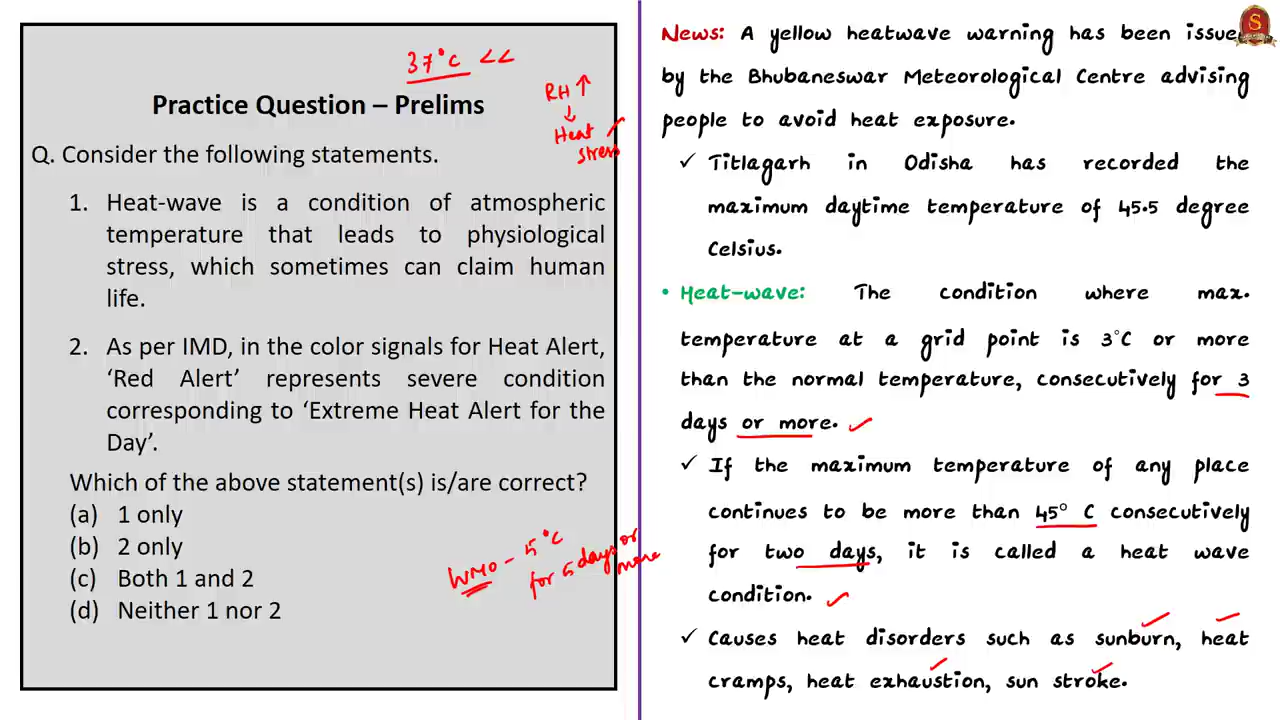 37°C <<
RH ↑
↓
Heat
stress
Practice Question – Prelims
Q. Consider the following statements.
1. Heat-wave is a condition of atmospheric
temperature that leads to physiological
stress, which sometimes can claim human
life.
2. As per IMD, in the color signals for Heat Alert,
‘Red Alert’ represents severe condition
corresponding to ‘Extreme Heat Alert for the
Day’.
Which of the above statement(s) is/are correct?
(a) 1 only
(b) 2 only
(c) Both 1 and 2
(d) Neither 1 nor 2
WMO - 5°C
for 5 days or
more
News: A yellow heatwave warning has been issue
by the Bhubaneswar Meteorological Centre advising
people to avoid heat exposure.
✓ Titlagarh in Odisha has recorded the
maximum daytime temperature of 45.5 degree
Celsius.
• Heat-wave: The condition where max.
temperature at a grid point is 3°C or more
than the normal temperature, consecutively for 3
days or more.
✓ If the maximum temperature of any place
continues to be more than 45° C consecutively
for two days, it is called a heat wave
condition.
✓ Causes heat disorders such as sunburn, heat
cramps, heat exhaustion, sun stroke.
S